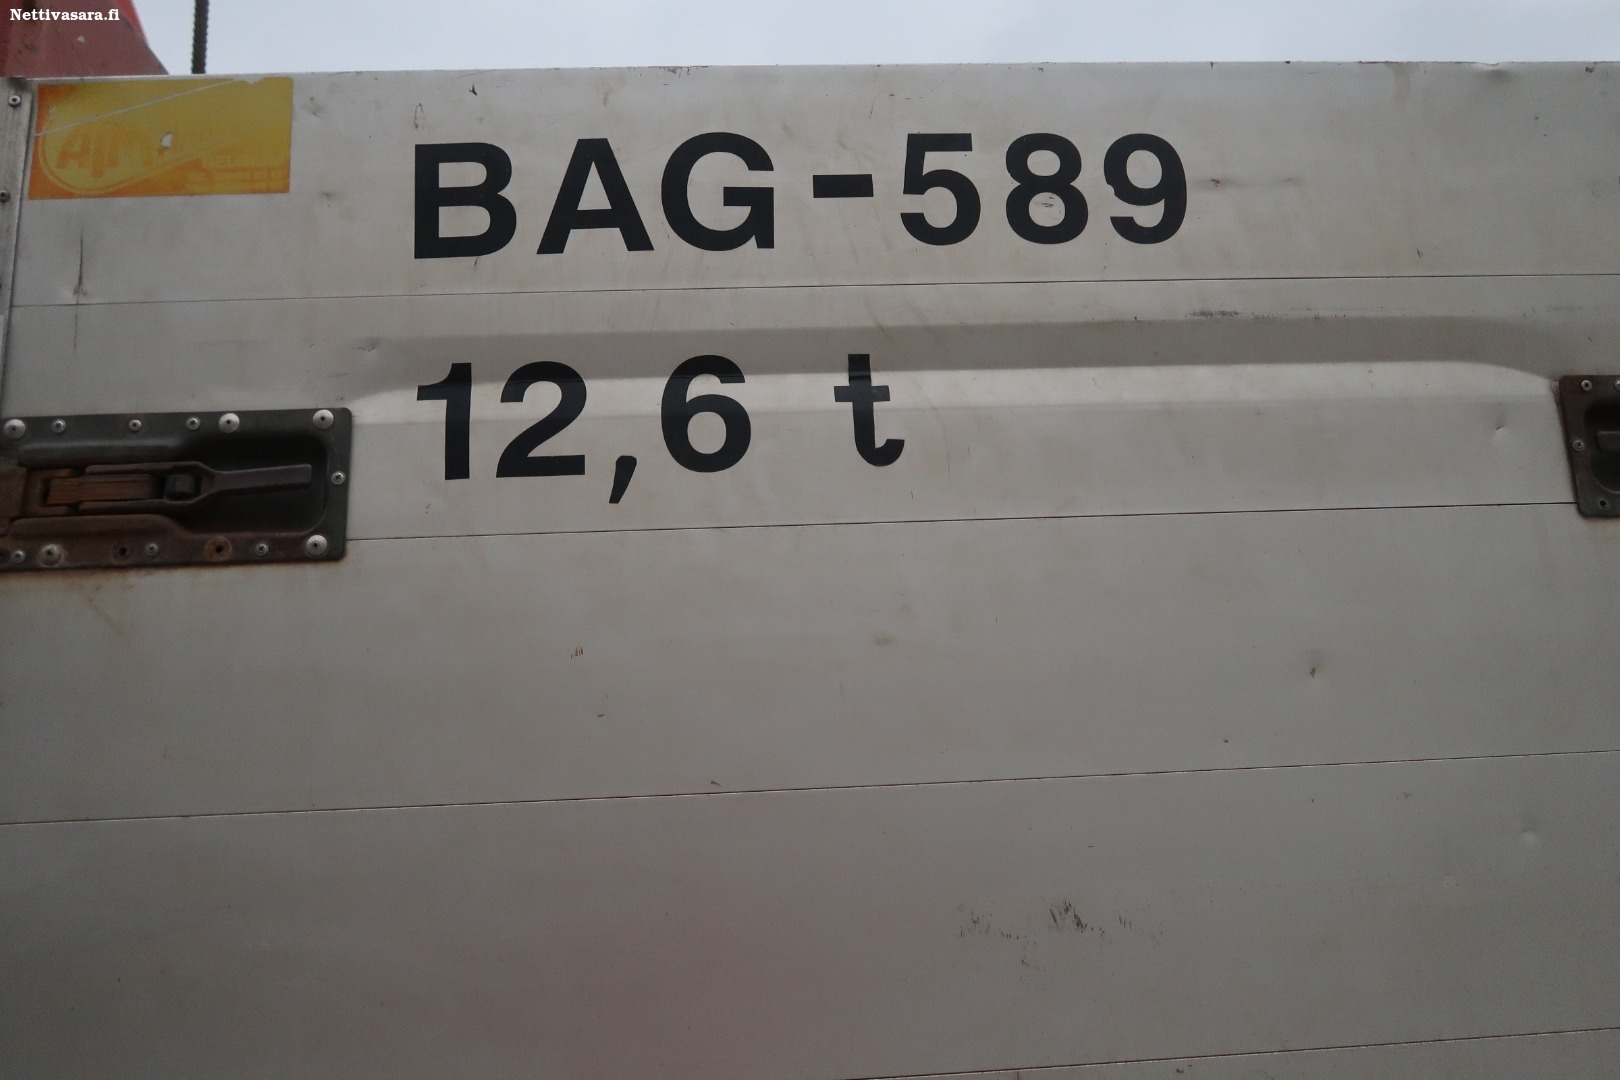 Nettivasara.fi
BAG-589
12,6 t